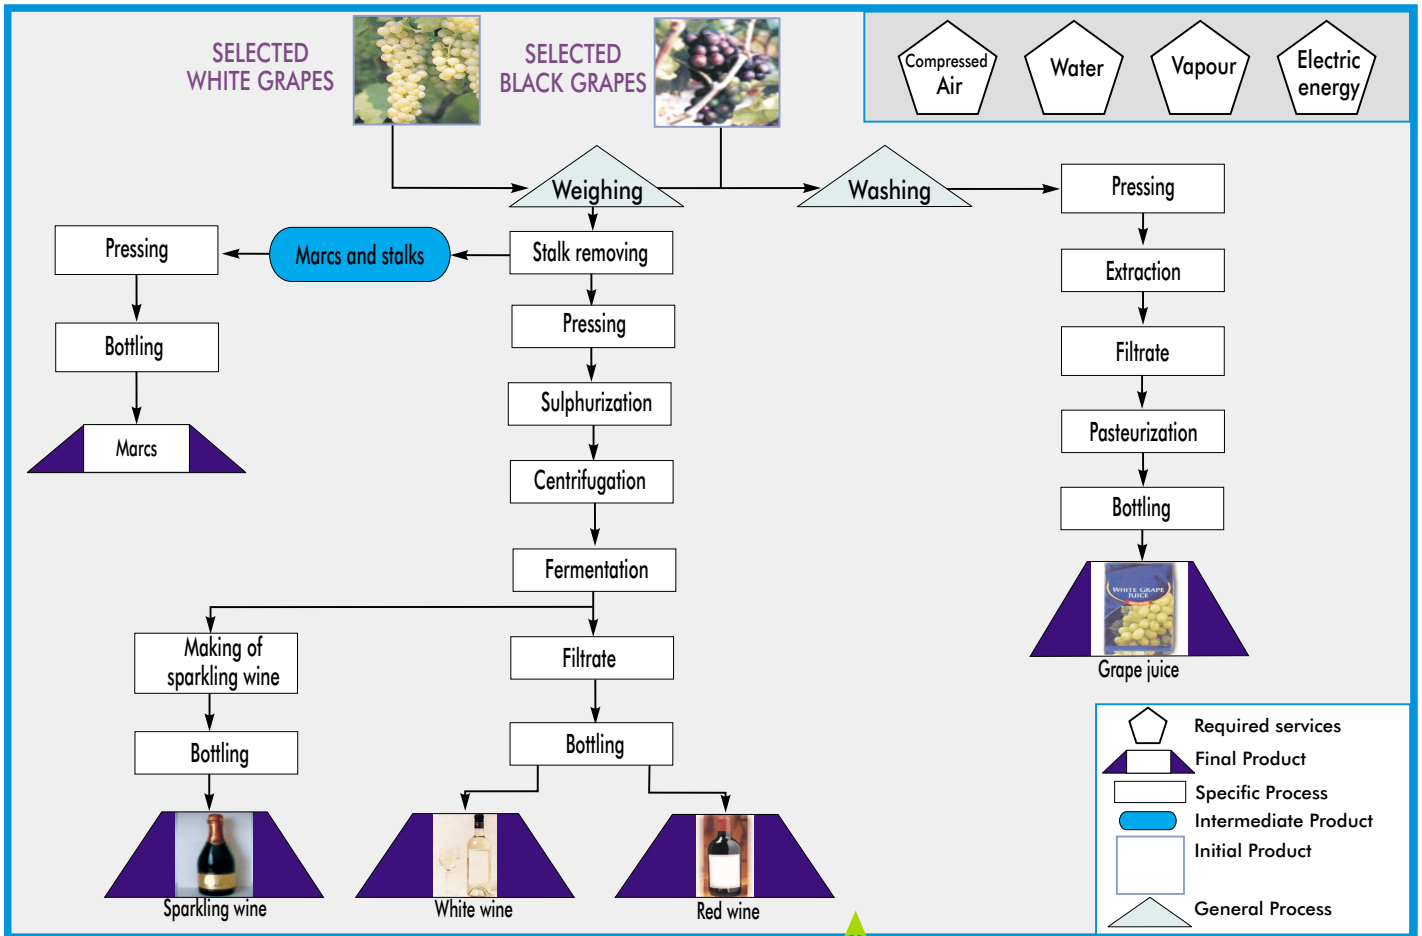 SELECTED
WHITE GRAPES
SELECTED
BLACK GRAPES
Compressed
Air
Water
Vapour
Electric
energy
Weighing
Washing
Pressing
Pressing
Marcs and stalks
Stalk removing
Extraction
Pressing
Bottling
Filtrate
Sulphurization
Pasteurization
Marcs
Centrifugation
Bottling
Fermentation
WHITE GRAPE
JUICE
Grape juice
Making of
sparkling wine
Filtrate
Bottling
Bottling
Sparkling wine
White wine
Red wine
Required services
Final Product
Specific Process
Intermediate Product
Initial Product
General Process